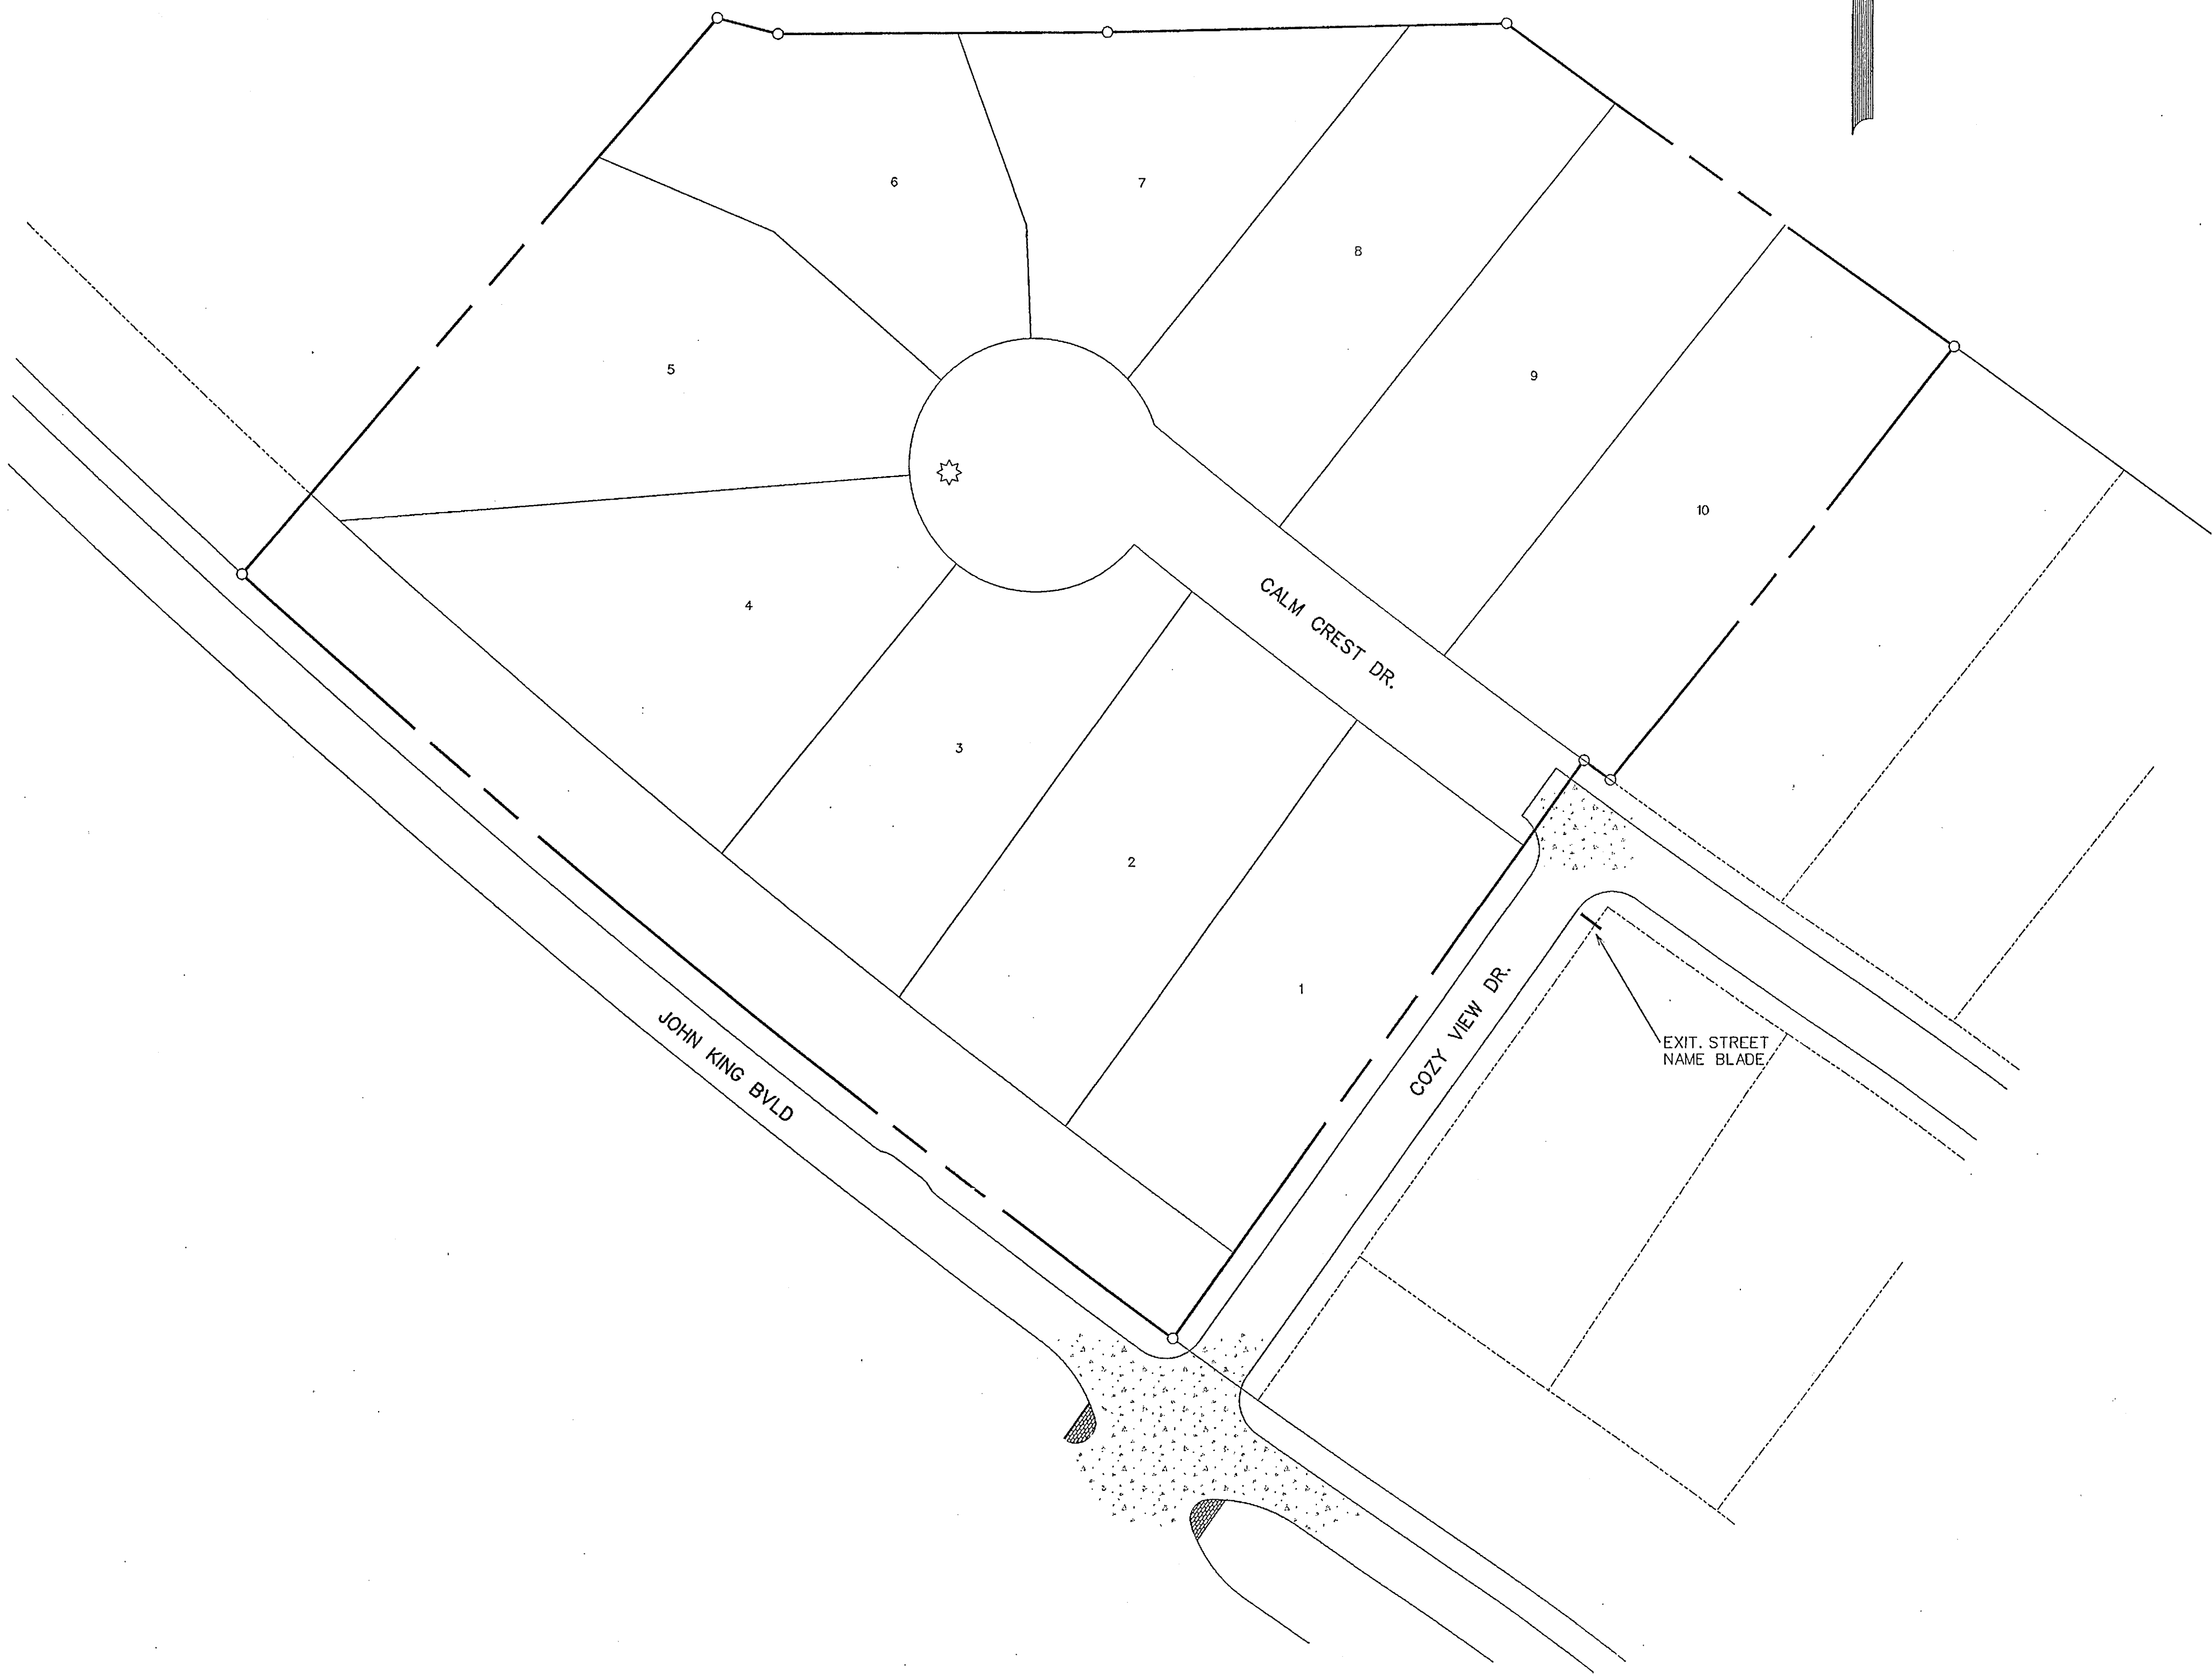 6
7
8
5
9
10
4
CALM CREST DR.
3
2
1
COZY VIEW DR.
JOHN KING BVLD
EXIT. STREET
NAME BLADE